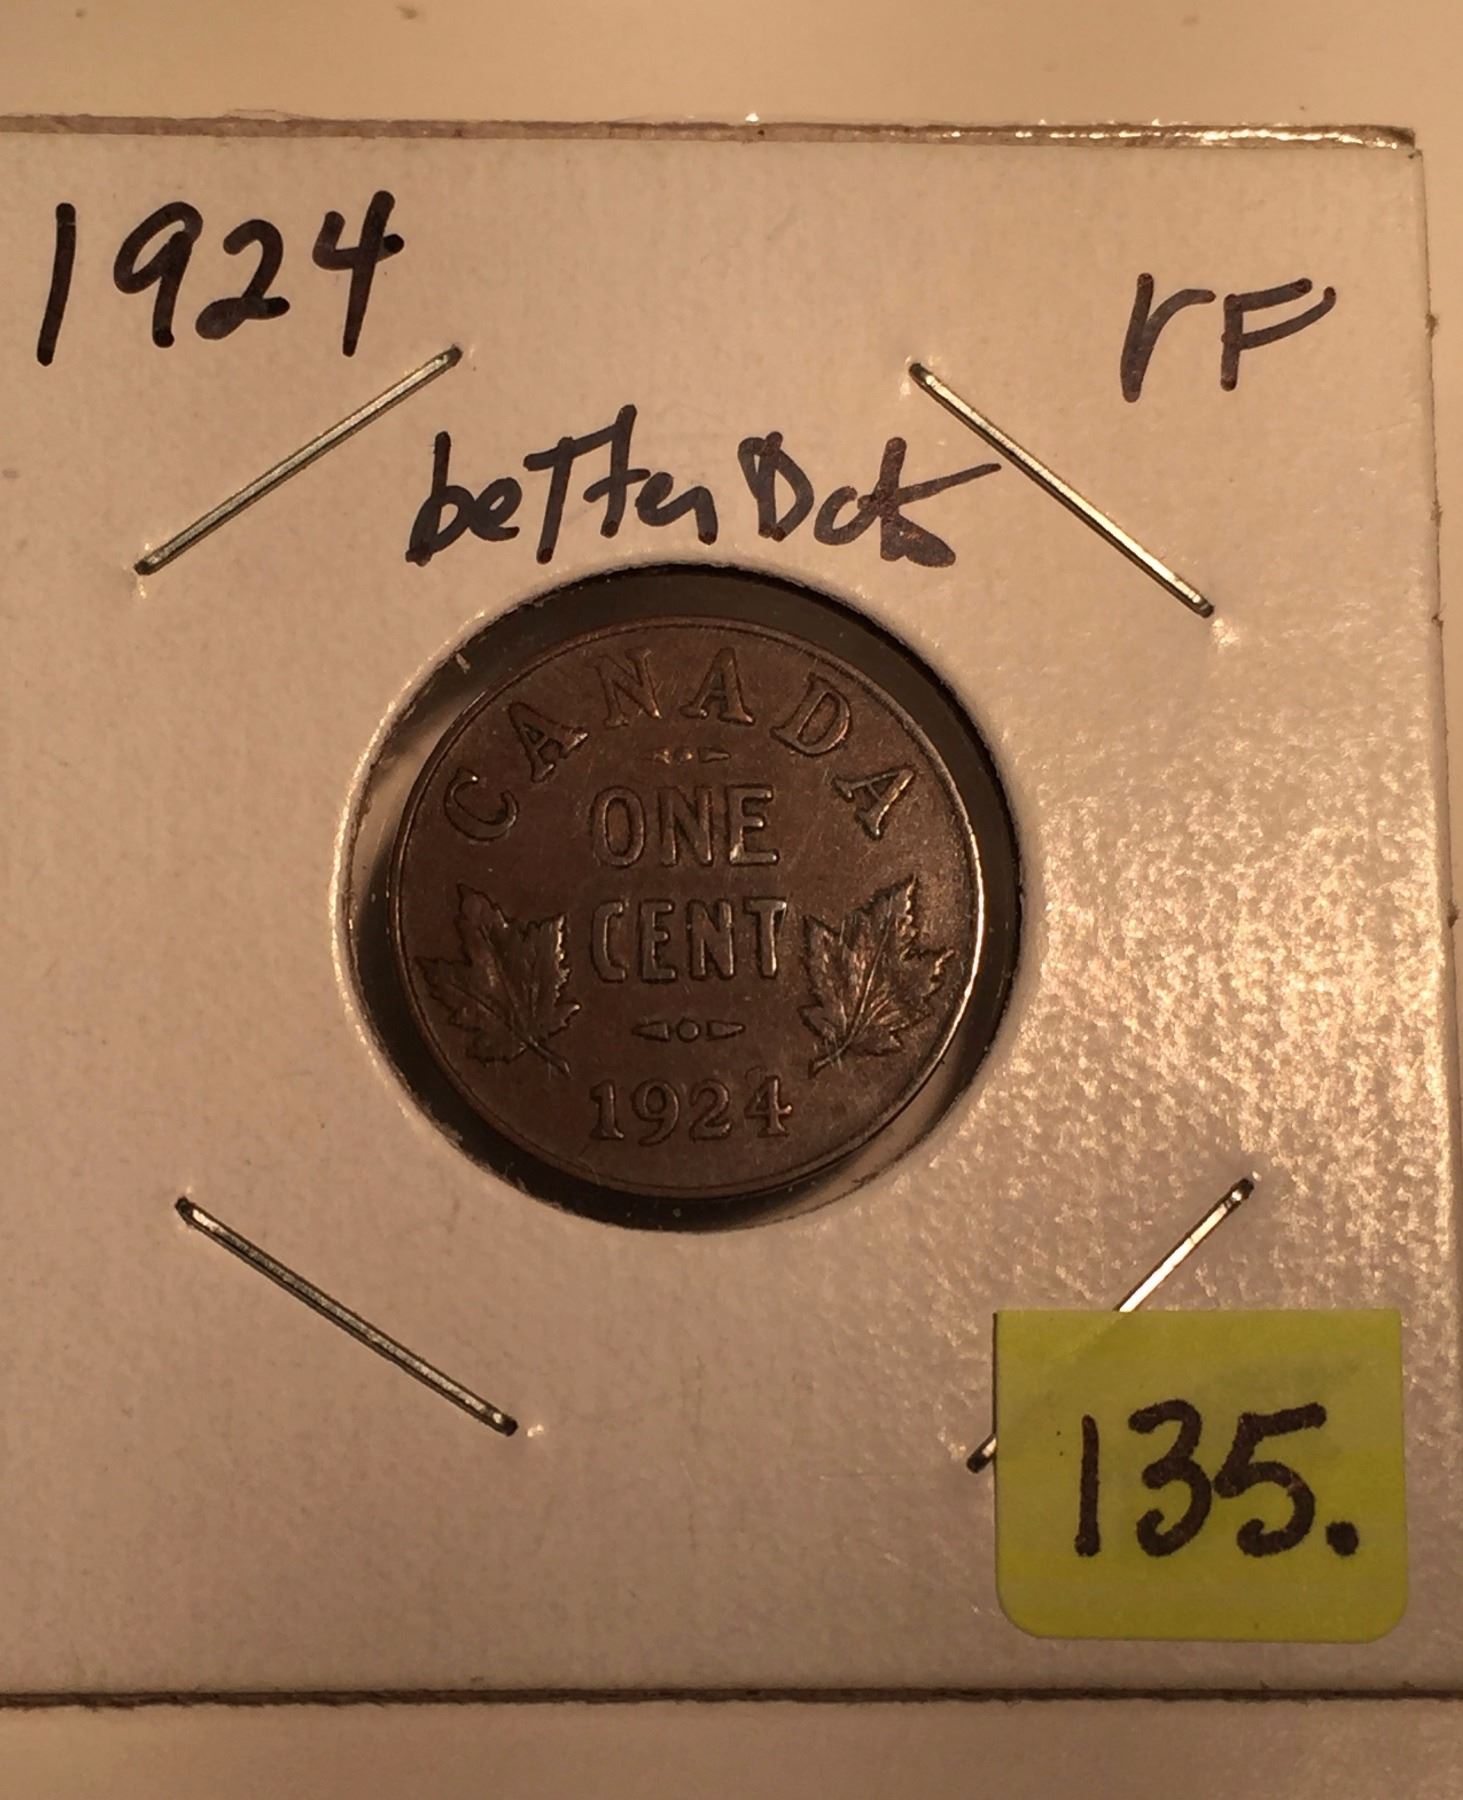 1924
VF
better Date
CANADA
ONE
CENT
1924
135.